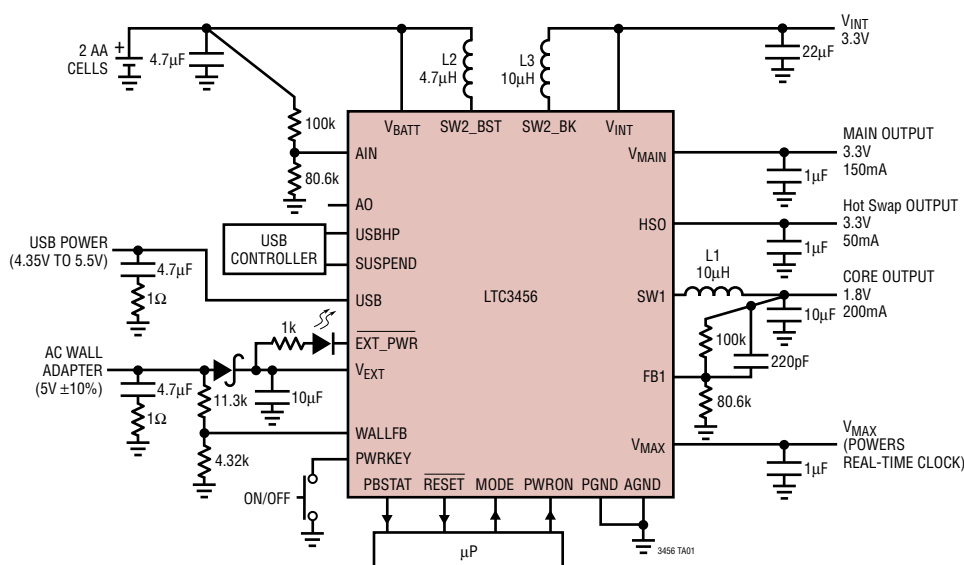 2 AA
CELLS
+
4.7µF
L2
4.7µH
L3
10µH
22µF
V_INT
3.3V
100k
80.6k
V_BATT
SW2_BST
SW2_BK
V_INT
AIN
AO
USBHP
SUSPEND
USB
EXT_PWR
V_EXT
WALLFB
PWRKEY
PBSTAT
RESET
MODE
PWRON
PGND
AGND
LTC3456
V_MAIN
HSO
SW1
FB1
V_MAX
MAIN OUTPUT
3.3V
150mA
1µF
Hot Swap OUTPUT
3.3V
50mA
1µF
L1
10µH
CORE OUTPUT
1.8V
200mA
10µF
100k
220pF
80.6k
V_MAX
(POWERS
REAL-TIME CLOCK)
1µF
USB
CONTROLLER
USB POWER
(4.35V TO 5.5V)
4.7µF
1Ω
1k
AC WALL
ADAPTER
(5V ±10%)
4.7µF
1Ω
11.3k
10µF
4.32k
ON/OFF
µP
3456 TA01